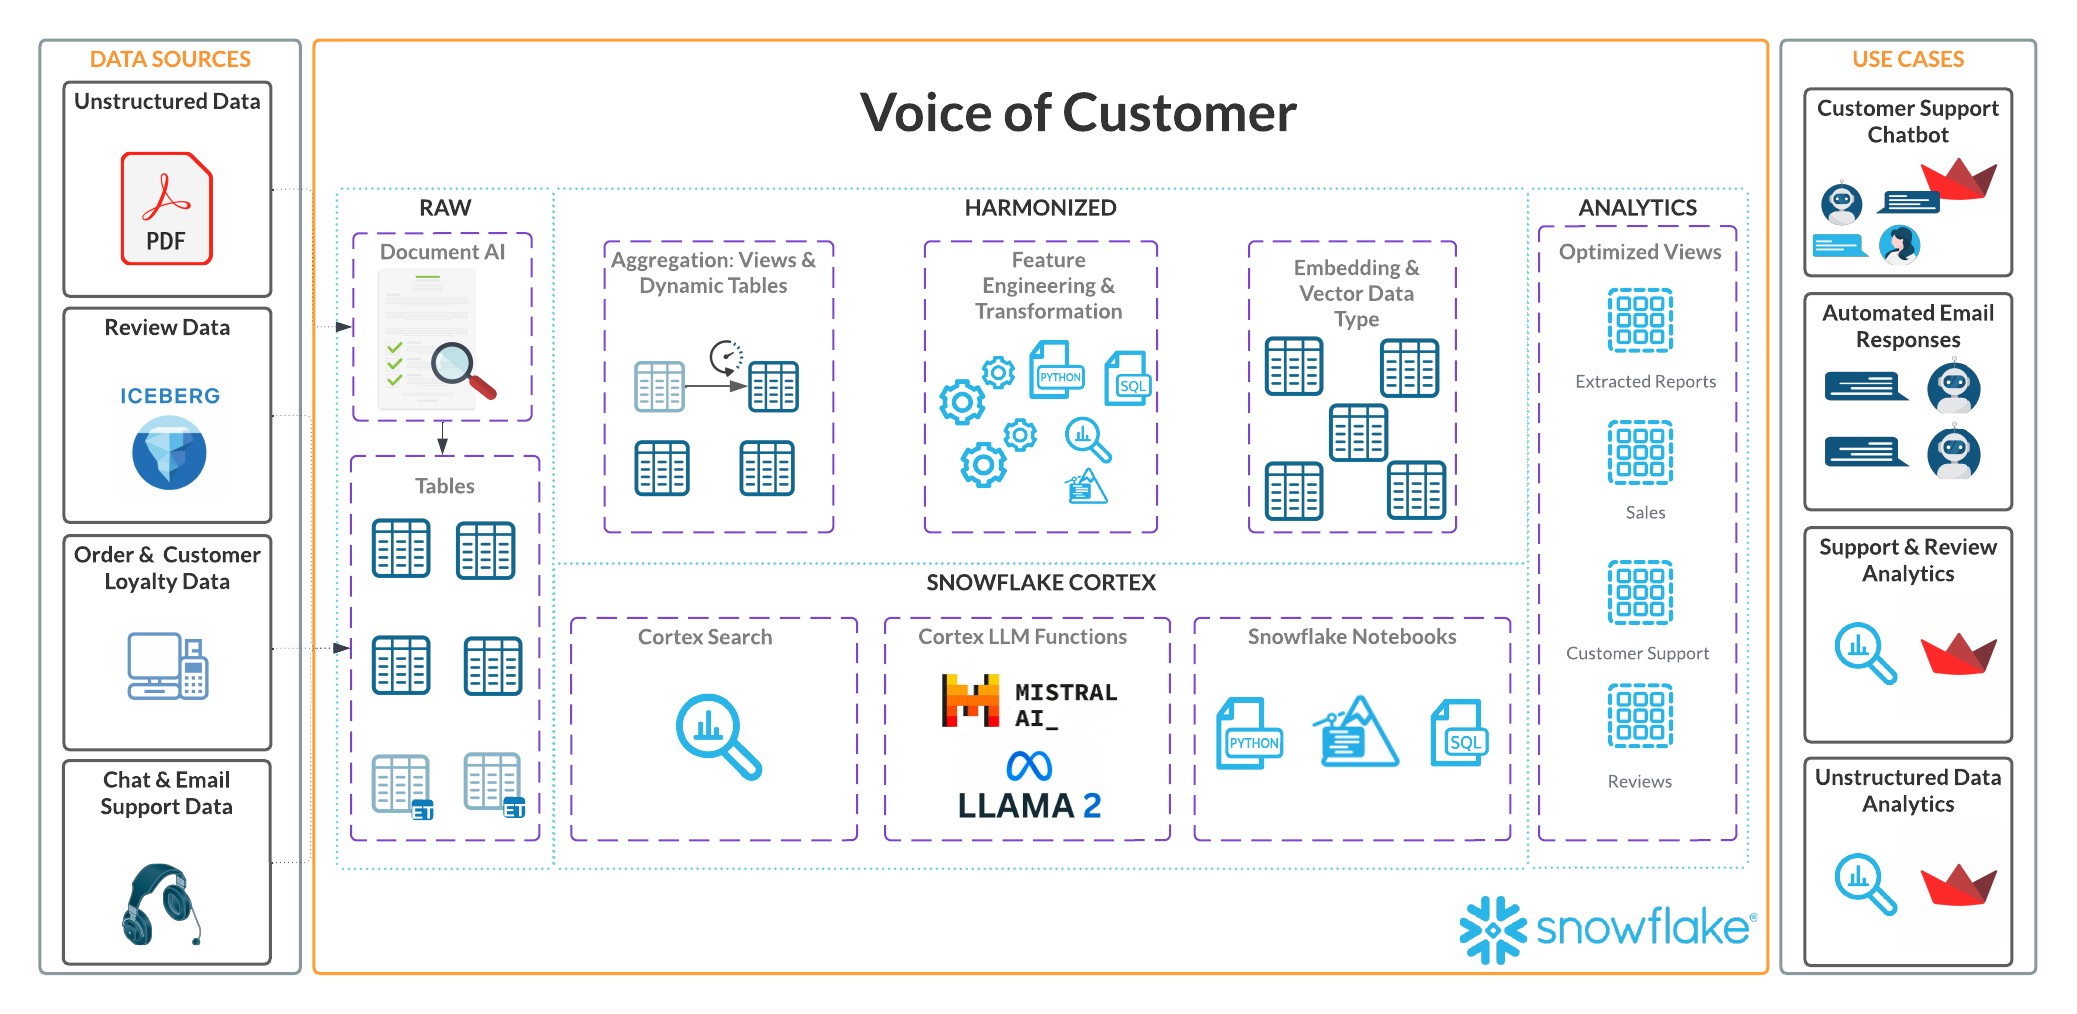 DATA SOURCES
Unstructured Data
PDF
Review Data
ICEBERG
Order & Customer
Loyalty Data
Chat & Email
Support Data
Voice of Customer
RAW
Document AI
Tables
ET
ET
HARMONIZED
Aggregation: Views &
Dynamic Tables
Feature
Engineering &
Transformation
PYTHON
SQL
Embedding &
Vector Data
Type
SNOWFLAKE CORTEX
Cortex Search
Cortex LLM Functions
MISTRAL
AI_
LLAMA 2
Snowflake Notebooks
PYTHON
SQL
ANALYTICS
Optimized Views
Extracted Reports
Sales
Customer Support
Reviews
snowflake®
USE CASES
Customer Support
Chatbot
Automated Email
Responses
Support & Review
Analytics
Unstructured Data
Analytics